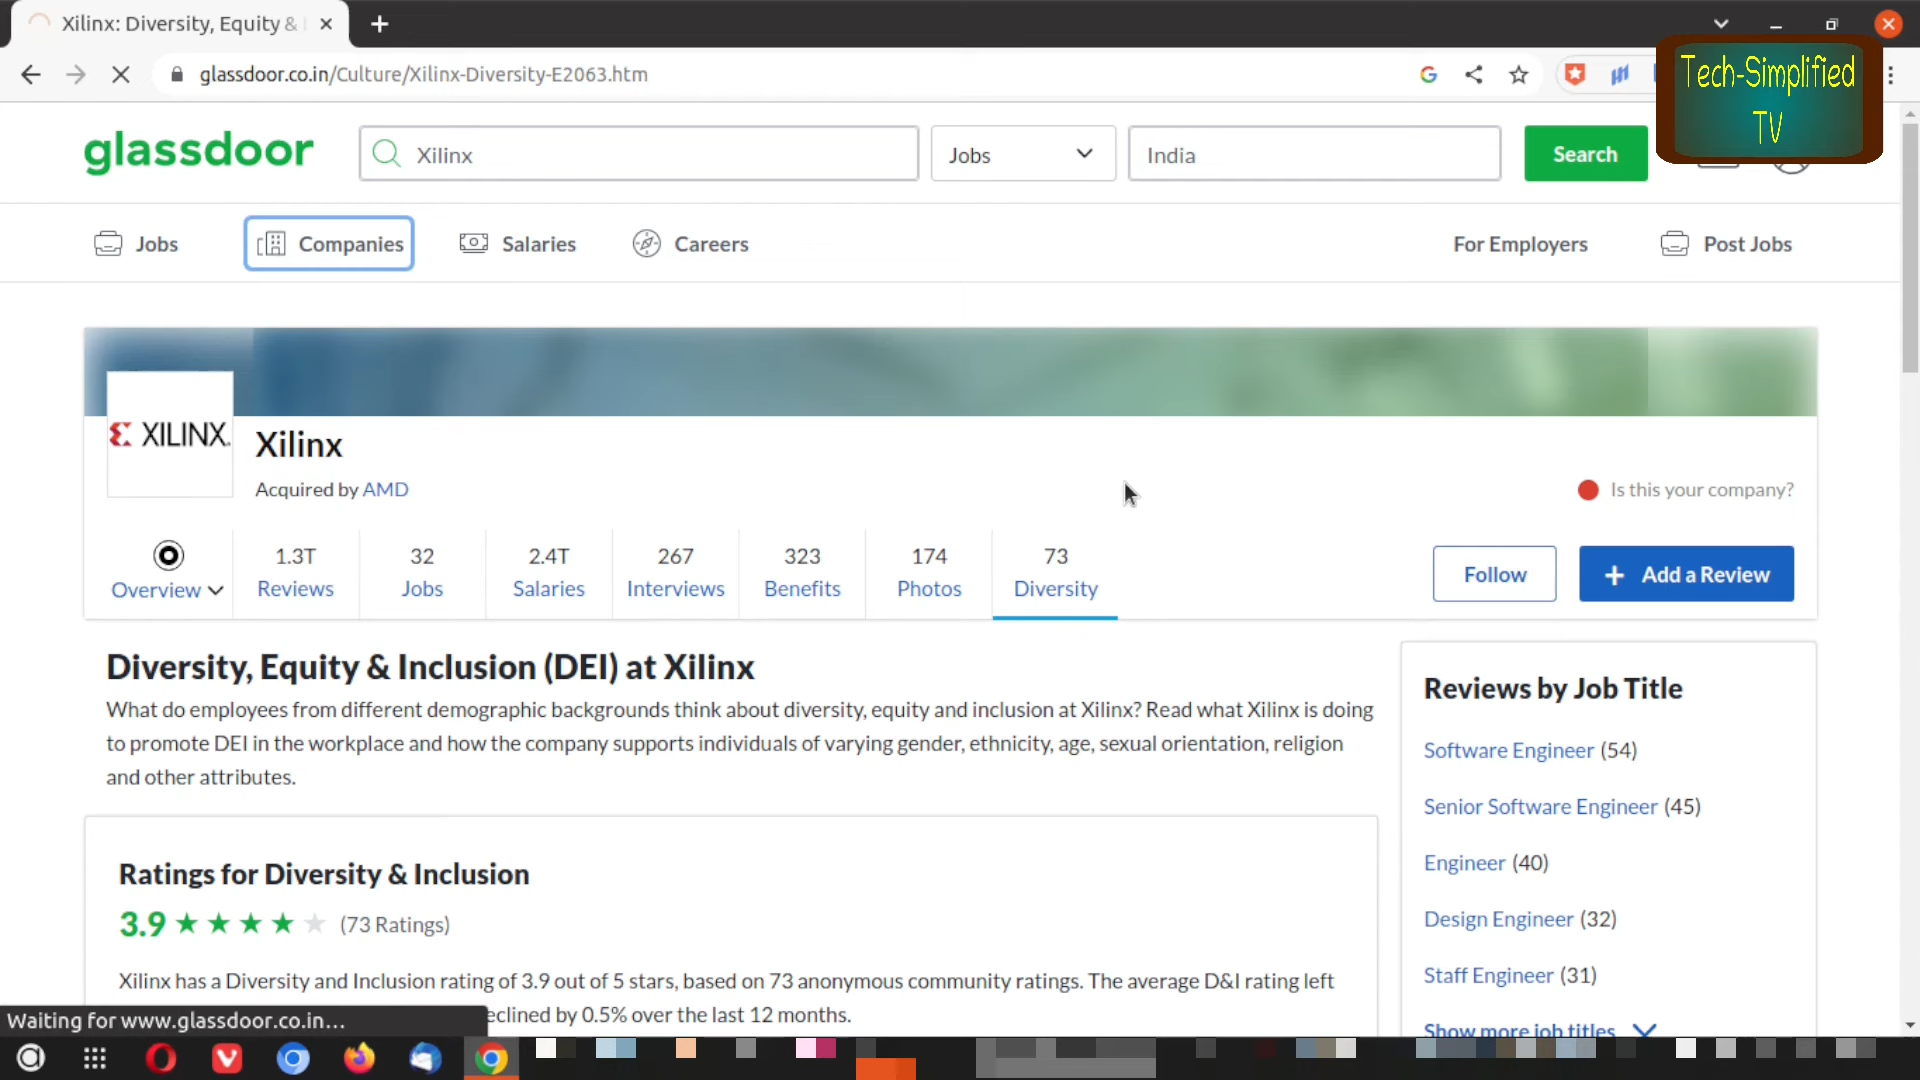 Xilinx: Diversity, Equity &
glassdoor.co.in/Culture/Xilinx-Diversity-E2063.htm
Tech-Simplified
TV
glassdoor
Xilinx
Jobs
India
Search
Jobs
Companies
Salaries
Careers
For Employers
Post Jobs
XILINX
Xilinx
Acquired by AMD
Is this your company?
Overview
1.3T
Reviews
32
Jobs
2.4T
Salaries
267
Interviews
323
Benefits
174
Photos
73
Diversity
Follow
+ Add a Review
Diversity, Equity & Inclusion (DEI) at Xilinx
What do employees from different demographic backgrounds think about diversity, equity and inclusion at Xilinx? Read what Xilinx is doing
to promote DEI in the workplace and how the company supports individuals of varying gender, ethnicity, age, sexual orientation, religion
and other attributes.
Ratings for Diversity & Inclusion
3.9 ★ ★ ★ ★ ★ (73 Ratings)
Xilinx has a Diversity and Inclusion rating of 3.9 out of 5 stars, based on 73 anonymous community ratings. The average D&I rating left
eclined by 0.5% over the last 12 months.
Reviews by Job Title
Software Engineer (54)
Senior Software Engineer (45)
Engineer (40)
Design Engineer (32)
Staff Engineer (31)
Show more job titles
Waiting for www.glassdoor.co.in...